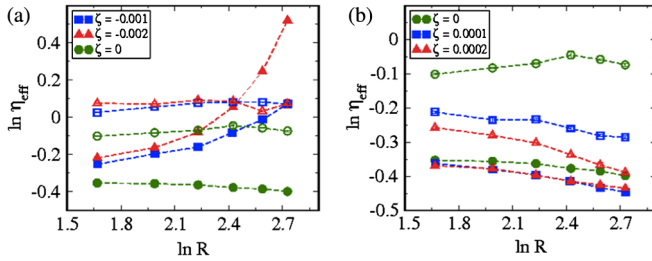 (a)
ζ = -0.001
ζ = -0.002
ζ = 0
ln η_eff
0.4
0.2
0
-0.2
-0.4
1.5 1.8 2.1 2.4 2.7
ln R
(b)
ζ = 0
ζ = 0.0001
ζ = 0.0002
ln η_eff
0
-0.1
-0.2
-0.3
-0.4
-0.5
1.5 1.8 2.1 2.4 2.7
ln R